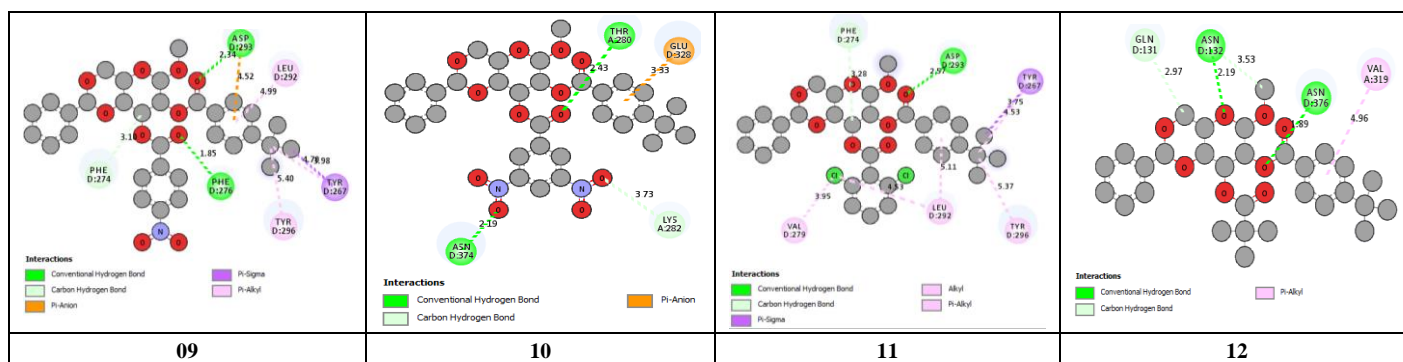 ASP
D:293
2.34
4.52
LEU
D:292
4.99
3.10
1.85
PHE
D:274
PHE
D:276
5.40
TYR
D:267
TYR
D:296
O
N
Interactions
Conventional Hydrogen Bond
Carbon Hydrogen Bond
Pi-Anion
Pi-Sigma
Pi-Alkyl
09
THR
A:280
GLU
D:328
2.43
3.33
N
N
3.73
2.19
LYS
A:282
ASN
D:374
Interactions
Conventional Hydrogen Bond
Carbon Hydrogen Bond
Pi-Anion
10
PHE
D:274
ASP
D:293
3.28
2.97
TYR
D:267
3.75
4.53
5.11
Cl
Cl
4.53
5.37
3.95
VAL
D:279
LEU
D:292
TYR
D:296
Interactions
Conventional Hydrogen Bond
Carbon Hydrogen Bond
Pi-Sigma
Alkyl
Pi-Alkyl
11
GLN
D:131
ASN
D:132
3.53
2.97
2.19
VAL
A:319
ASN
D:376
1.89
4.96
Interactions
Conventional Hydrogen Bond
Carbon Hydrogen Bond
Pi-Alkyl
12